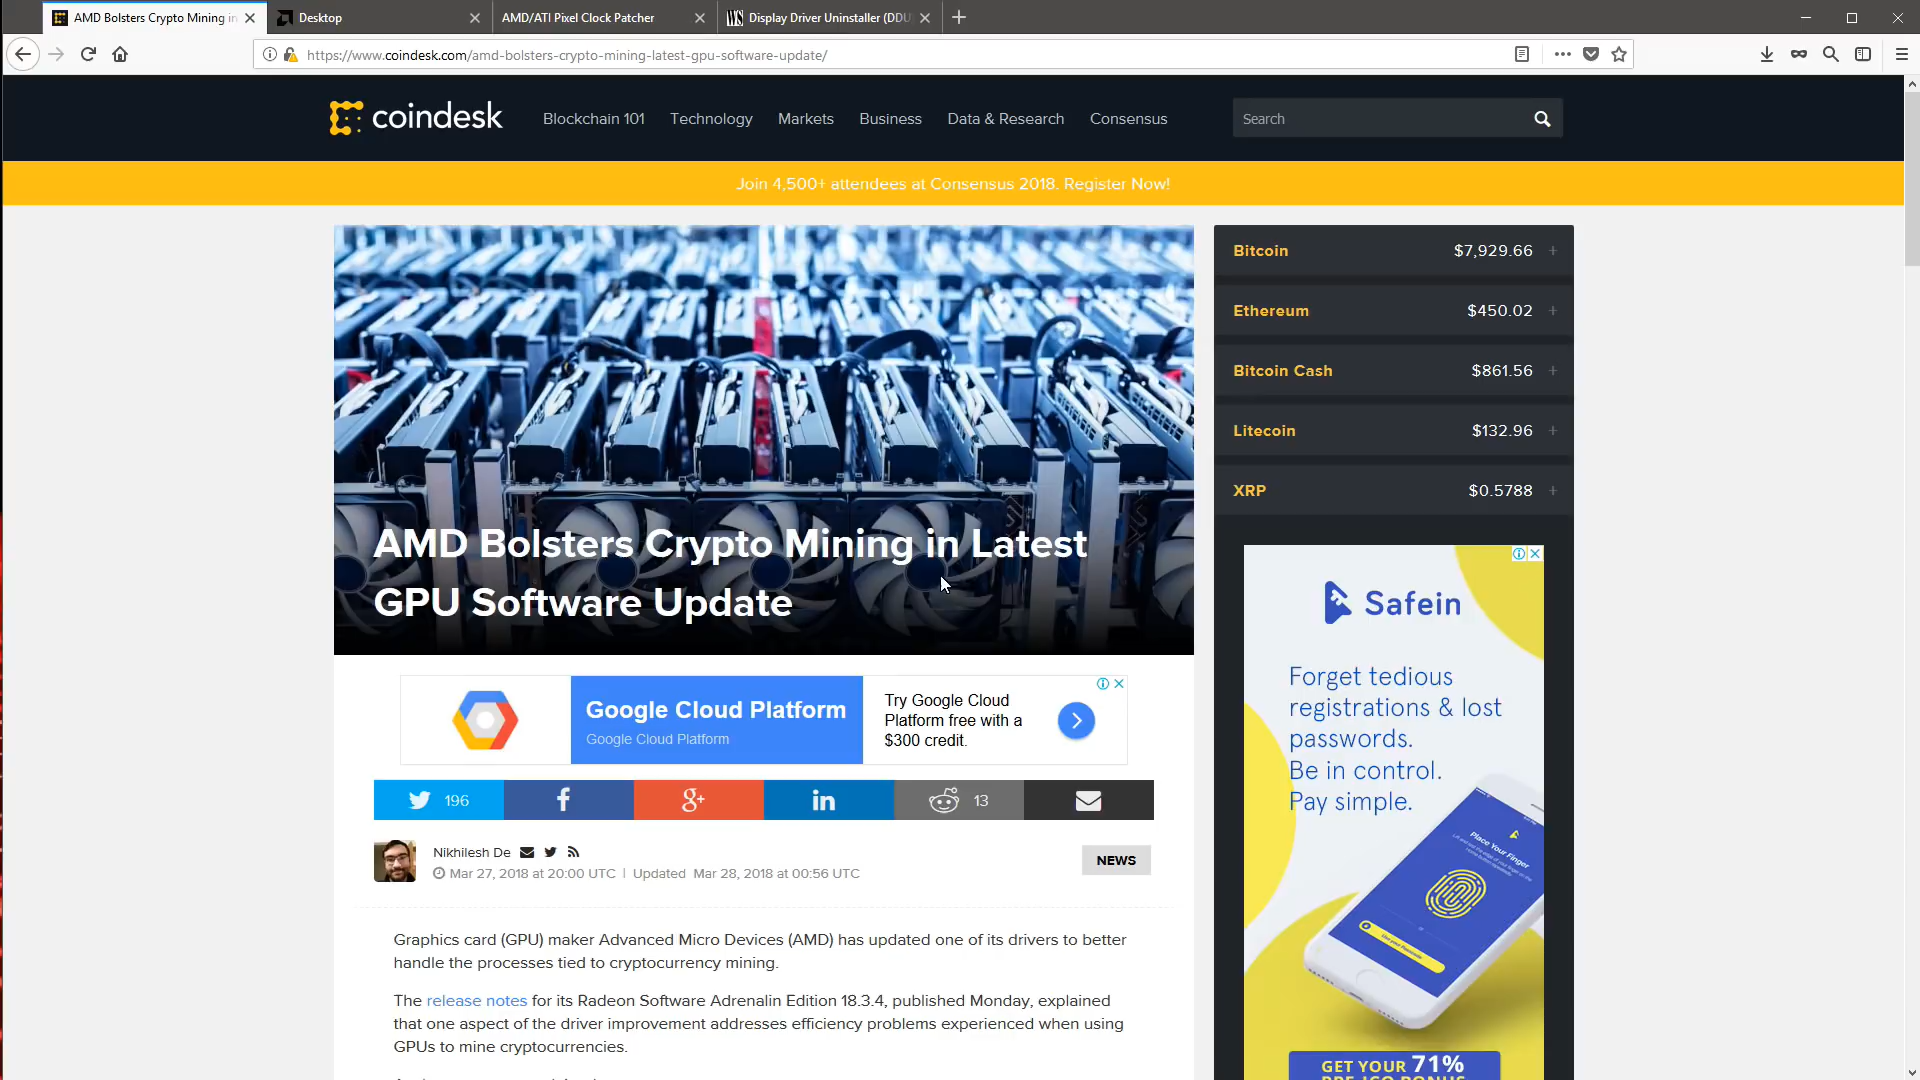 AMD Bolsters Crypto Mining in
Desktop
AMD/ATI Pixel Clock Patcher
Display Driver Uninstaller (DDU
https://www.coindesk.com/amd-bolsters-crypto-mining-latest-gpu-software-update/
coindesk
Blockchain 101
Technology
Markets
Business
Data & Research
Consensus
Search
Join 4,500+ attendees at Consensus 2018. Register Now!
AMD Bolsters Crypto Mining in Latest
GPU Software Update
Bitcoin $7,929.66 +
Ethereum $450.02 +
Bitcoin Cash $861.56 +
Litecoin $132.96 +
XRP $0.5788 +
Google Cloud Platform
Google Cloud Platform
Try Google Cloud
Platform free with a
$300 credit.
196
13
Nikhilesh De
Mar 27, 2018 at 20:00 UTC | Updated Mar 28, 2018 at 00:56 UTC
NEWS
Graphics card (GPU) maker Advanced Micro Devices (AMD) has updated one of its drivers to better
handle the processes tied to cryptocurrency mining.
The release notes for its Radeon Software Adrenalin Edition 18.3.4, published Monday, explained
that one aspect of the driver improvement addresses efficiency problems experienced when using
GPUs to mine cryptocurrencies.
Safein
Forget tedious
registrations & lost
passwords.
Be in control.
Pay simple.
Place Your Finger
GET YOUR 71%
PRE-ICO BONUS